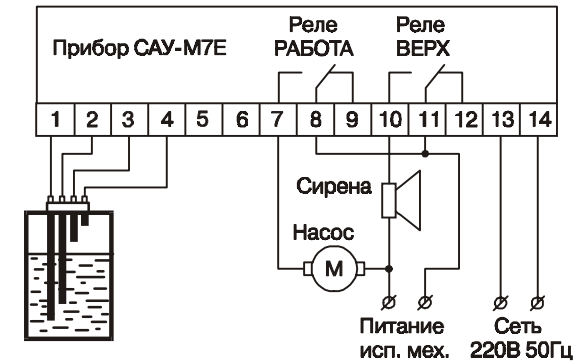 Прибор САУ-М7Е
Реле
РАБОТА
Реле
ВЕРХ
1 2 3 4 5 6 7 8 9 10 11 12 13 14
Сирена
Насос
М
Питание
исп. мех.
Сеть
220В 50Гц